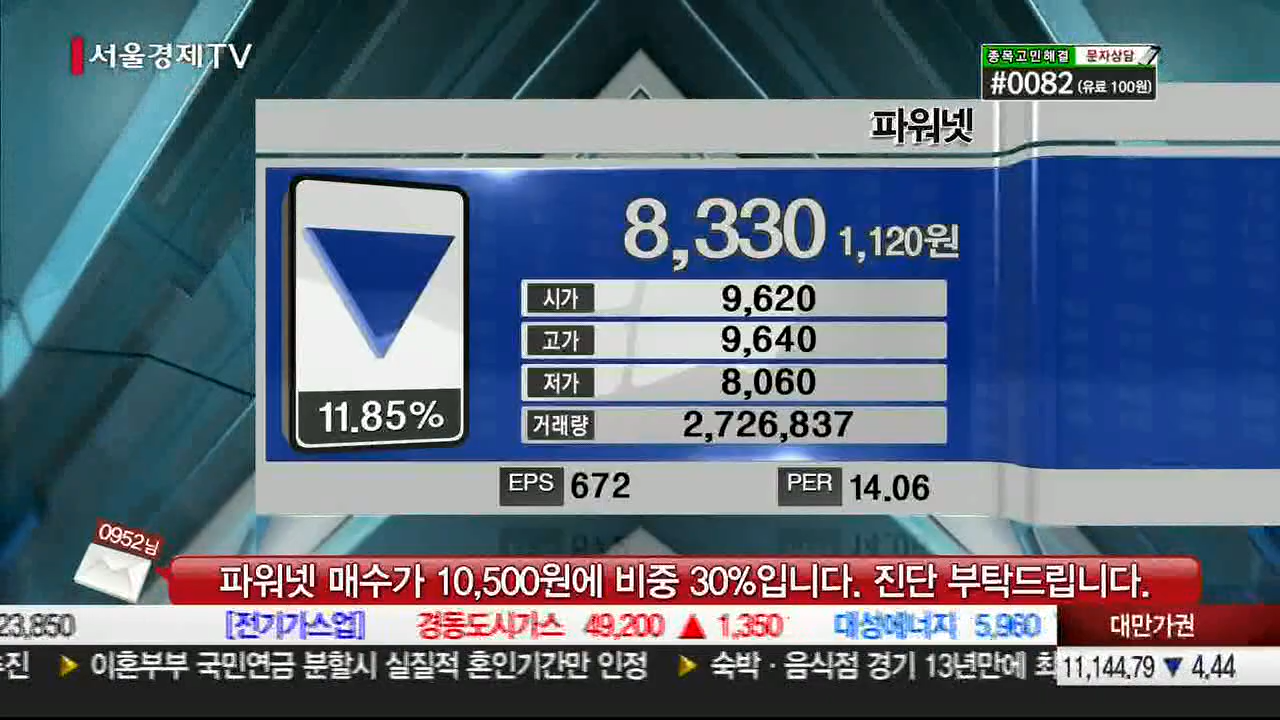 서울경제TV
종목고민해결 문자상담
#0082 (유료 100원)
파워넷
8,330 1,120원
11.85%
시가 9,620
고가 9,640
저가 8,060
거래량 2,726,837
EPS 672 PER 14.06
0952님
파워넷 매수가 10,500원에 비중 30%입니다. 진단 부탁드립니다.
23,850 [전기가스업] 경동도시가스 49,200 ▲ 1,350 대성에너지 5,960 대만가권
진 ▶ 이혼부부 국민연금 분할시 실질적 혼인기간만 인정 ▶ 숙박·음식점 경기 13년만에 최 11,144.79 ▼ 4.44